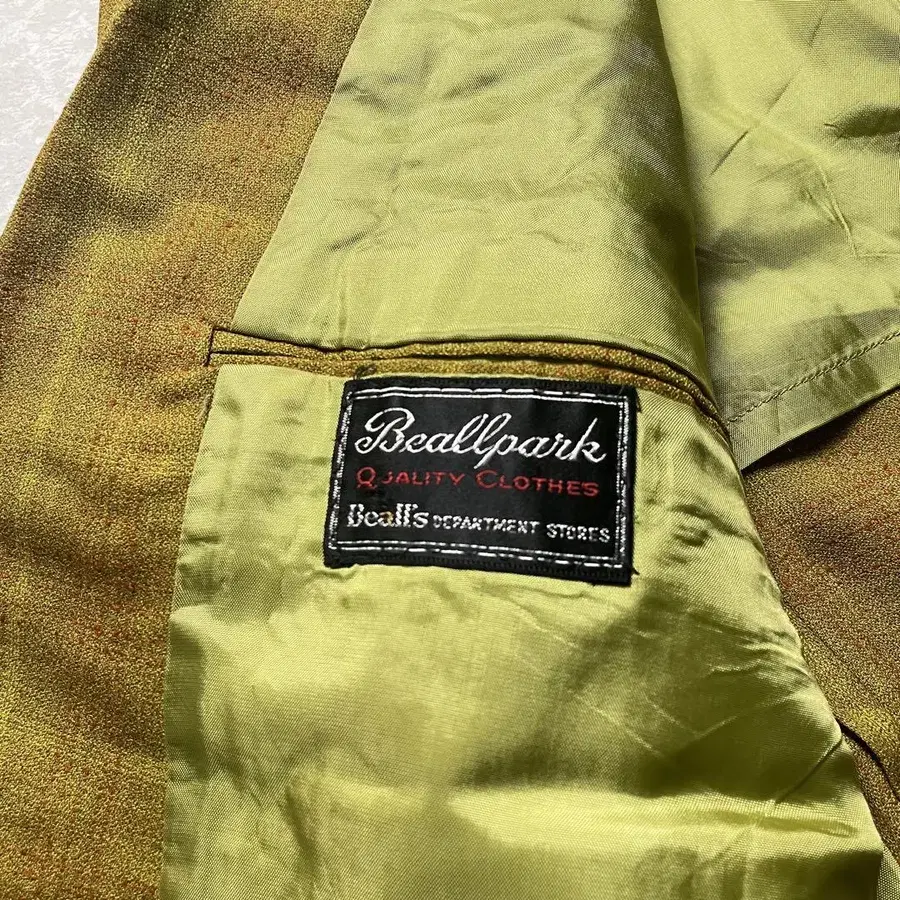 Beallpark
QUALITY CLOTHES
Beall's DEPARTMENT STORES